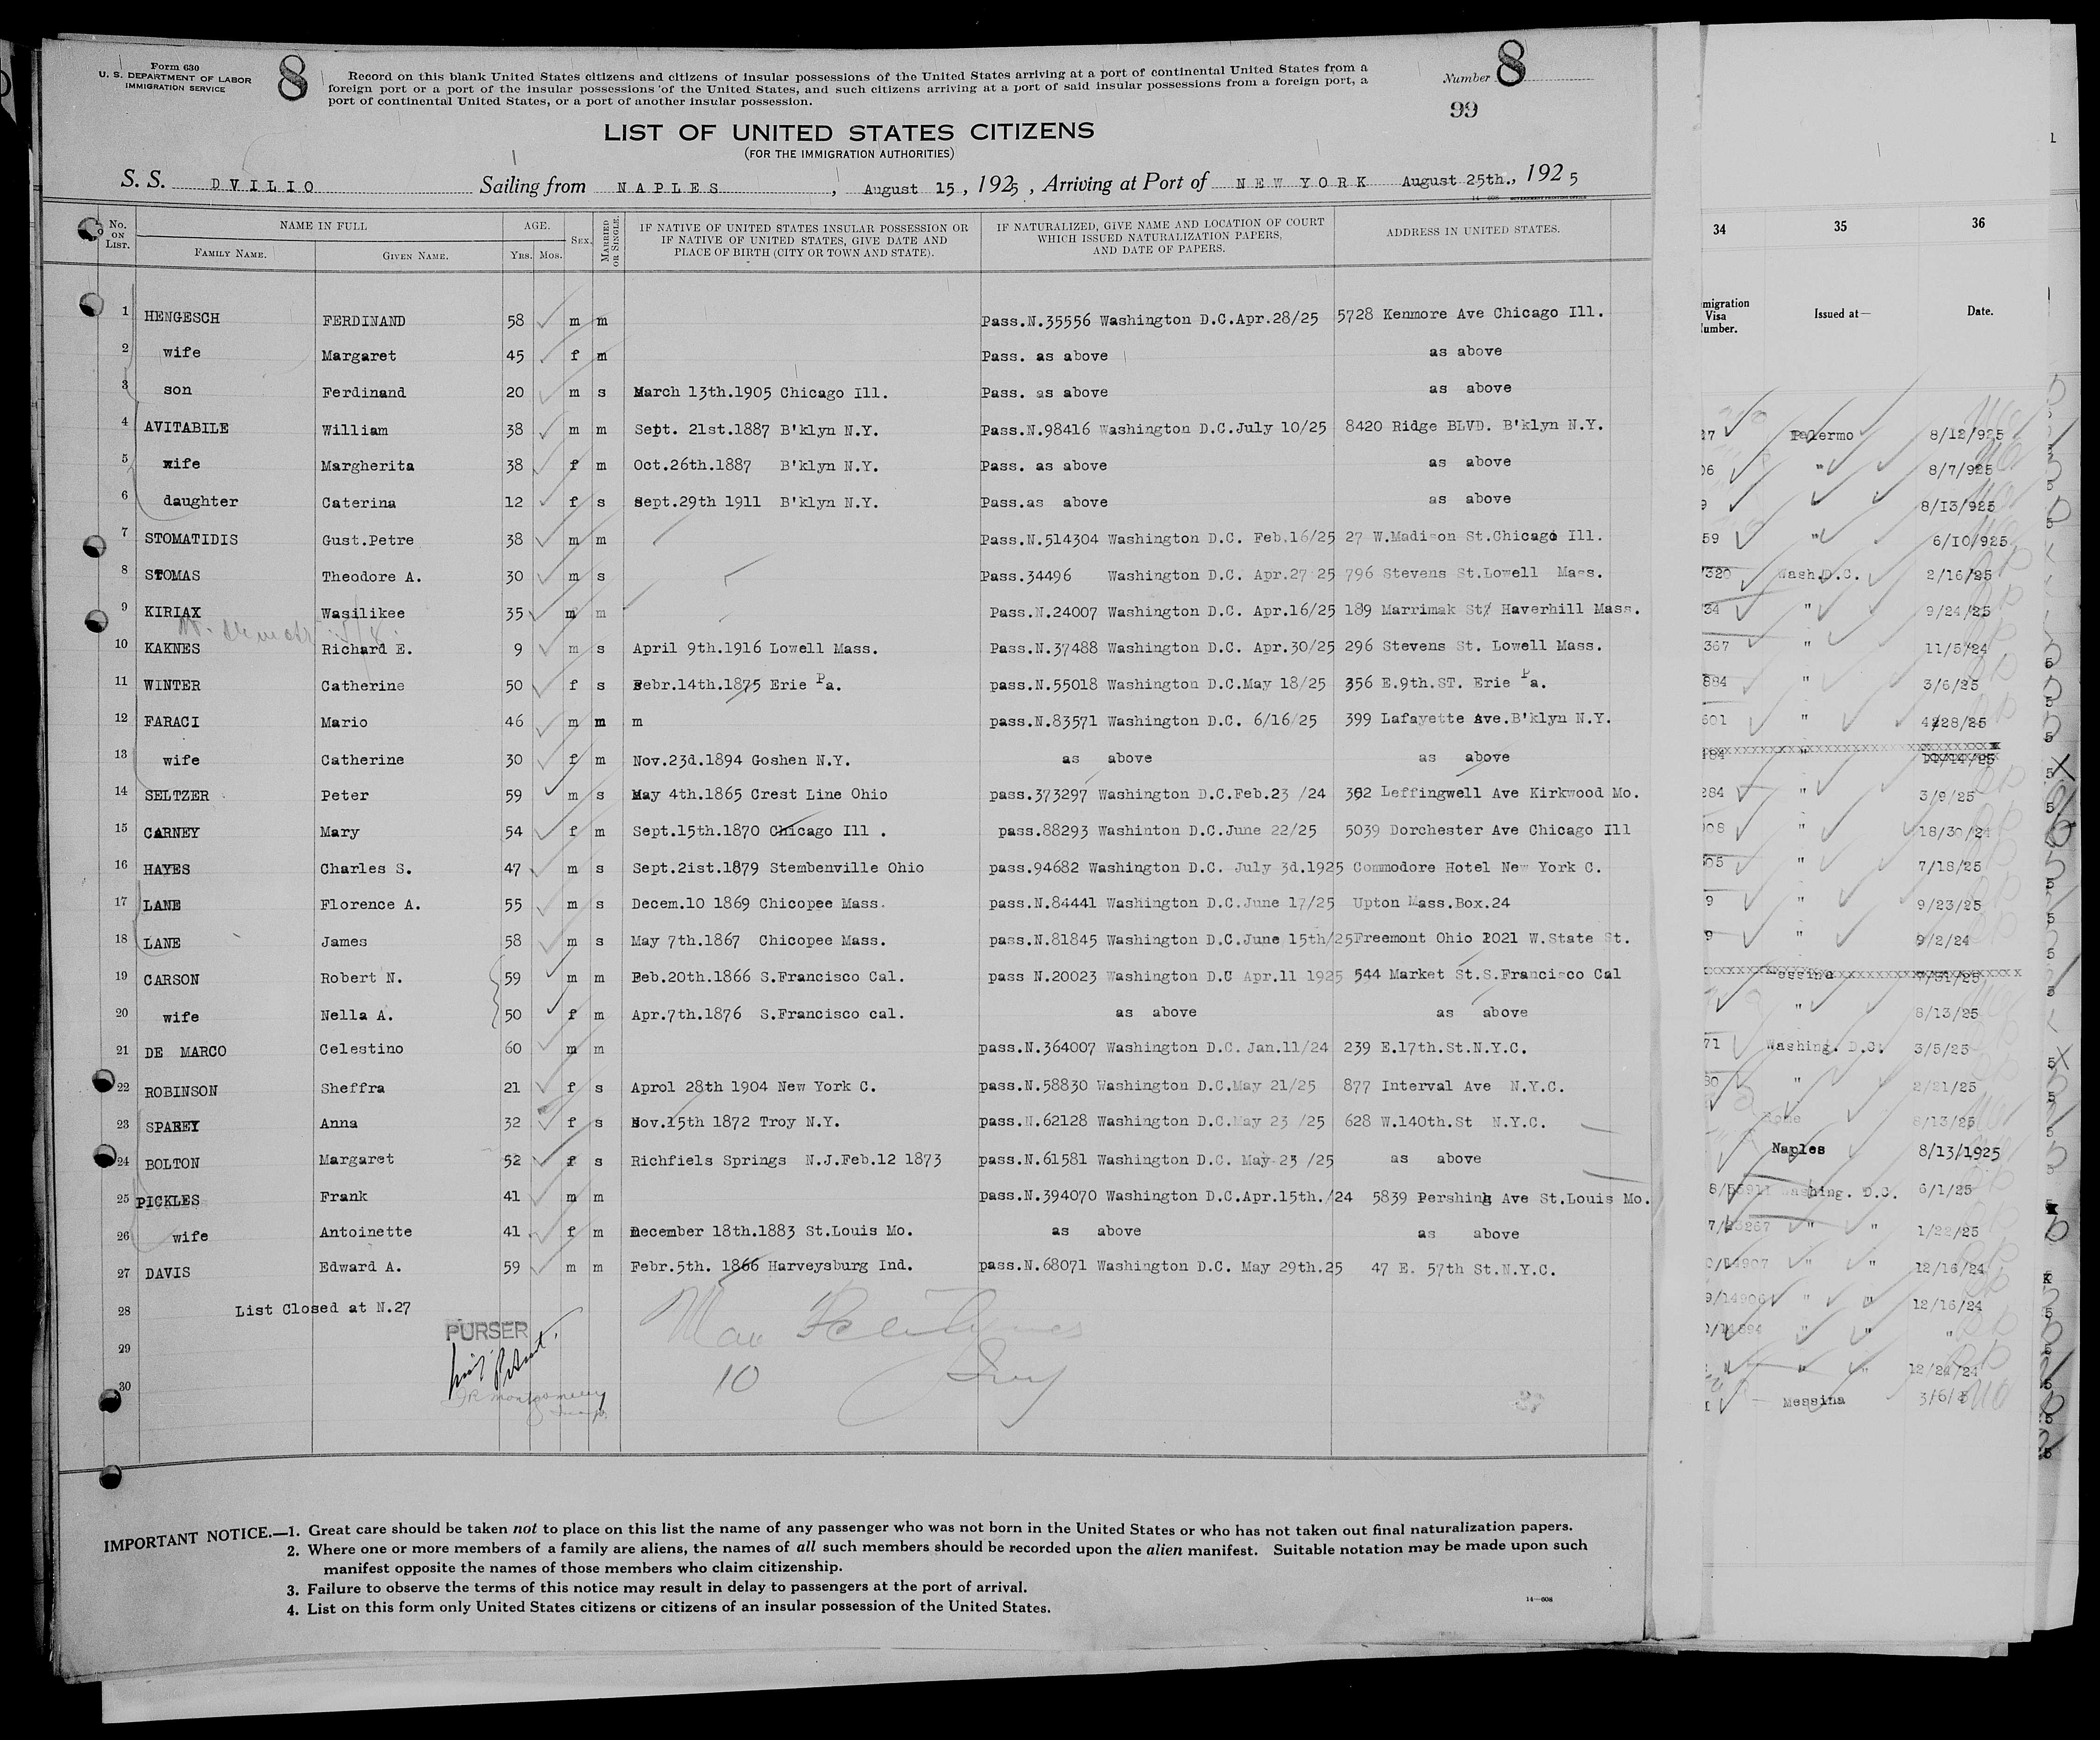 Form 630
U. S. DEPARTMENT OF LABOR
IMMIGRATION SERVICE
8
Record on this blank United States citizens and citizens of insular possessions of the United States arriving at a port of continental United States from a
foreign port or a port of the insular possessions of the United States, and such citizens arriving at a port of said insular possessions from a foreign port, a
port of continental United States, or a port of another insular possession.
Number 8
99
LIST OF UNITED STATES CITIZENS
(FOR THE IMMIGRATION AUTHORITIES)
S. S. DVILIO Sailing from NAPLES, August 15, 1925, Arriving at Port of NEW YORK August 25th., 1925
No. ON LIST. NAME IN FULL FAMILY NAME. GIVEN NAME. AGE. YRS. MOS. SEX. MARRIED OR SINGLE. IF NATIVE OF UNITED STATES INSULAR POSSESSION OR IF NATIVE OF UNITED STATES, GIVE DATE AND PLACE OF BIRTH (CITY OR TOWN AND STATE). IF NATURALIZED, GIVE NAME AND LOCATION OF COURT WHICH ISSUED NATURALIZATION PAPERS, AND DATE OF PAPERS. ADDRESS IN UNITED STATES.
1 HENGESCH FERDINAND 58 m m Pass.N.35556 Washington D.C.Apr.28/25 5728 Kenmore Ave Chicago Ill.
2 wife Margaret 45 f m Pass. as above as above
3 son Ferdinand 20 m s March 13th.1905 Chicago Ill. Pass. as above as above
4 AVITABILE William 38 m m Sept. 21st.1887 B'klyn N.Y. Pass.N.98416 Washington D.C.July 10/25 8420 Ridge BLVD. B'klyn N.Y.
5 wife Margherita 38 f m Oct.26th.1887 B'klyn N.Y. Pass. as above as above
6 daughter Caterina 12 f s Sept.29th 1911 B'klyn N.Y. Pass.as above as above
7 STOMATIDIS Gust.Petre 38 m m Pass.N.514304 Washington D.C. Feb.16/25 27 W.Madison St.Chicago Ill.
8 STOMAS Theodore A. 30 m s Pass.34496 Washington D.C. Apr.27 25 796 Stevens St.Lowell Mass.
9 KIRIAX Wasilikee 35 m m Pass.N.24007 Washington D.C. Apr.16/25 189 Marrimak St/ Haverhill Mass.
10 KAKNES Richard E. 9 m s April 9th.1916 Lowell Mass. Pass.N.37488 Washington D.C. Apr.30/25 296 Stevens St. Lowell Mass.
11 WINTER Catherine 50 f s Febr.14th.1875 Erie Pa. pass.N.55018 Washington D.C.May 18/25 356 E.9th.ST. Erie Pa.
12 FARACI Mario 46 m m m pass.N.83571 Washington D.C. 6/16/25 399 Lafayette Ave.B'klyn N.Y.
13 wife Catherine 30 f m Nov.23d.1894 Goshen N.Y. as above as above
14 SELTZER Peter 59 m s May 4th.1865 Crest Line Ohio pass.373297 Washington D.C.Feb.23 /24 302 Leffingwell Ave Kirkwood Mo.
15 CARNEY Mary 54 f m Sept.15th.1870 Chicago Ill . pass.88293 Washinton D.C.June 22/25 5039 Dorchester Ave Chicago Ill
16 HAYES Charles S. 47 m s Sept.2ist.1879 Stembenville Ohio pass.94682 Washington D.C. July 3d.1925 Commodore Hotel New York C.
17 LANE Florence A. 55 m s Decem.10 1869 Chicopee Mass. pass.N.84441 Washington D.C.June 17/25 Upton Mass.Box.24
18 LANE James 58 m s May 7th.1867 Chicopee Mass. pass.N.81845 Washington D.C.June 15th/25 Freemont Ohio 2021 W.State St.
19 CARSON Robert N. 59 m m Feb.20th.1866 S.Francisco Cal. pass N.20023 Washington D.C Apr.11 1925 544 Market St.S.Francisco Cal
20 wife Nella A. 50 f m Apr.7th.1876 S.Francisco cal. as above as above
21 DE MARCO Celestino 60 m m pass.N.364007 Washington D.C. Jan.11/24 239 E.17th.St.N.Y.C.
22 ROBINSON Sheffra 21 f s Aprol 28th 1904 New York C. pass.N.58830 Washington D.C.May 21/25 877 Interval Ave N.Y.C.
23 SPAREY Anna 32 f s Nov.15th 1872 Troy N.Y. pass.N.62128 Washington D.C.May 23 /25 628 W.140th.St N.Y.C.
24 BOLTON Margaret 52 f s Richfiels Springs N.J.Feb.12 1873 pass.N.61581 Washington D.C. May 23 /25 as above
25 PICKLES Frank 41 m m pass.N.394070 Washington D.C.Apr.15th./24 5839 Pershing Ave St.Louis Mo.
26 wife Antoinette 41 f m December 18th.1883 St.Louis Mo. as above as above
27 DAVIS Edward A. 59 m m Febr.5th. 1866 Harveysburg Ind. pass.N.68071 Washington D.C. May 29th.25 47 E. 57th St.N.Y.C.
28 List Closed at N.27
PURSER
29
30
10
IMPORTANT NOTICE.—1. Great care should be taken not to place on this list the name of any passenger who was not born in the United States or who has not taken out final naturalization papers.
2. Where one or more members of a family are aliens, the names of all such members should be recorded upon the alien manifest. Suitable notation may be made upon such
manifest opposite the names of those members who claim citizenship.
3. Failure to observe the terms of this notice may result in delay to passengers at the port of arrival.
4. List on this form only United States citizens or citizens of an insular possession of the United States.
14—608
34 35 36
migration Visa umber. Issued at— Date.
27 Palermo 8/12/925
06 " 8/7/925
9 8/13/925
59 " 6/10/925
320 Wash.D.C. 2/16/25
34 " 9/24/25
367 " 11/5/24
884 " 3/6/25
601 " 4/28/25
184 "
284 " 3/9/25
08 " 18/30/24
505 " 7/18/25
9 " 9/23/25
9 " 9/2/24
" 8/13/25
71 Washing. D.C. 3/5/25
80 " 2/21/25
Rome 8/13/25
Naples 8/13/1925
Washing. D.C. 6/1/25
" " 1/22/25
" " 12/16/24
9/14906 " " 12/16/24
" " "
" " 12/24/24
Messina